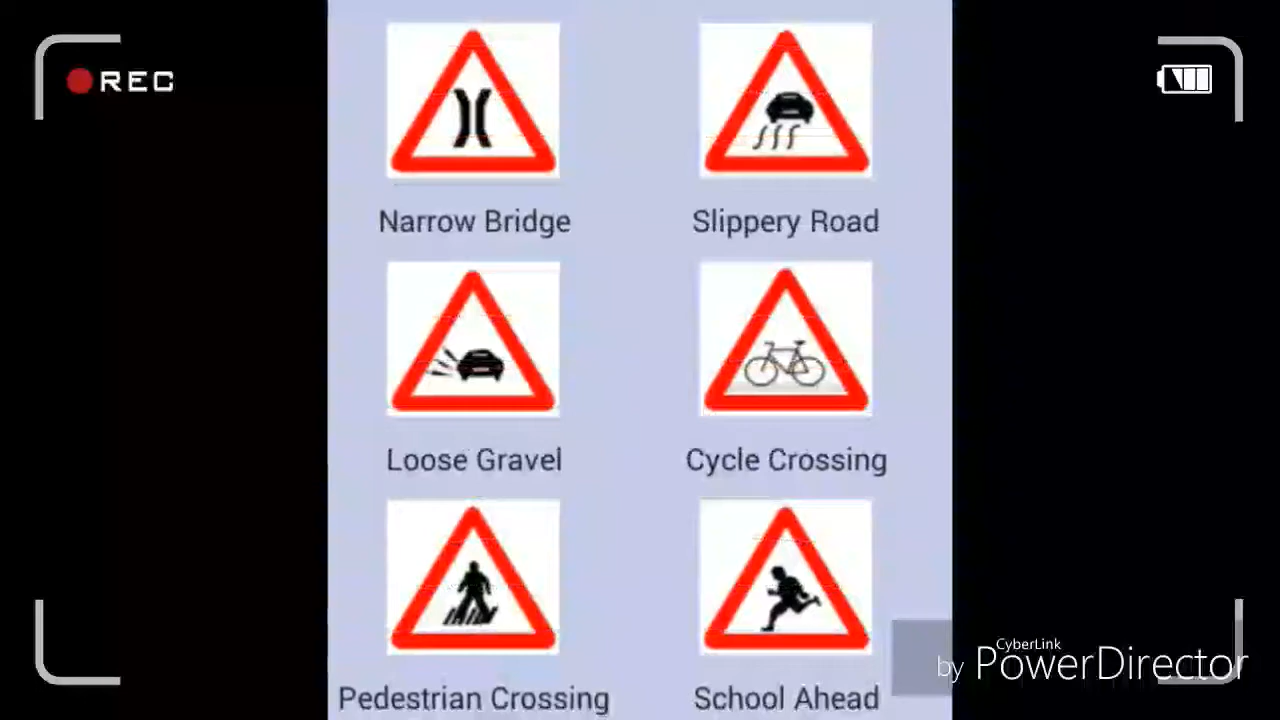 REC
Narrow Bridge
Slippery Road
Loose Gravel
Cycle Crossing
Pedestrian Crossing
School Ahead
CyberLink
by PowerDirector